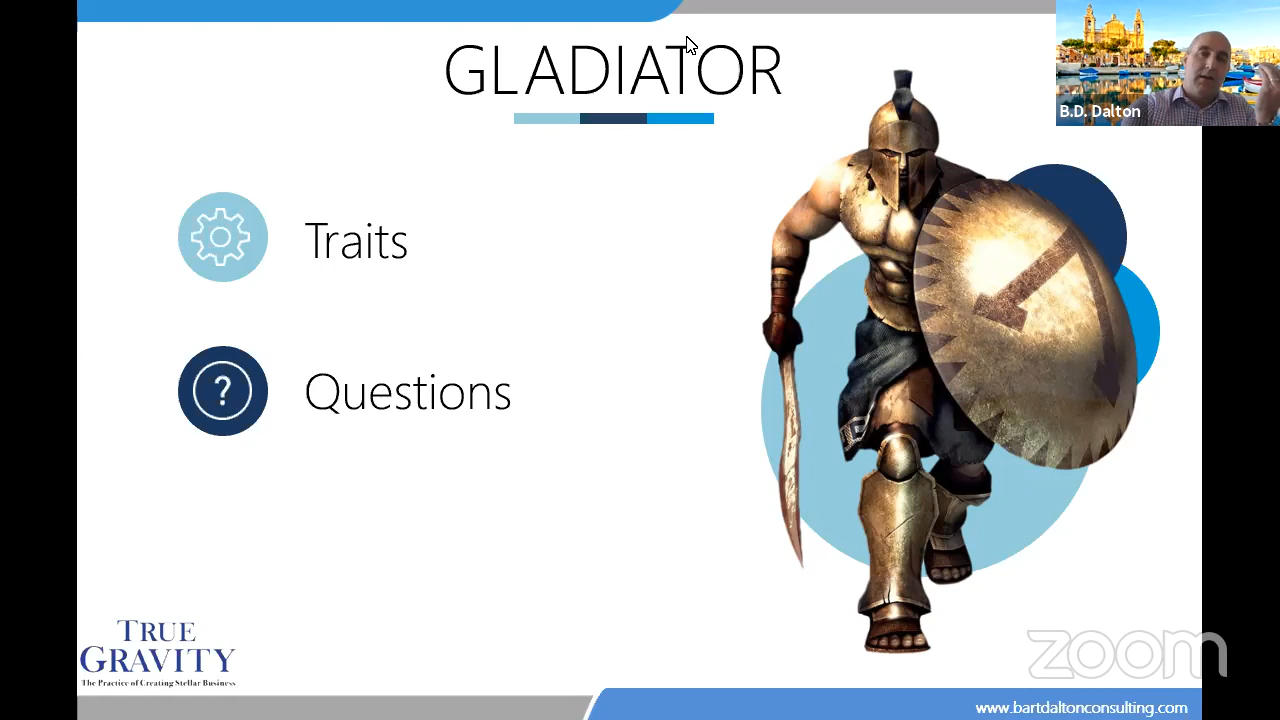 GLADIATOR
B.D. Dalton
Traits
?
Questions
TRUE
GRAVITY
The Practice of Creating Stellar Business
zoom
www.bartdaltonconsulting.com